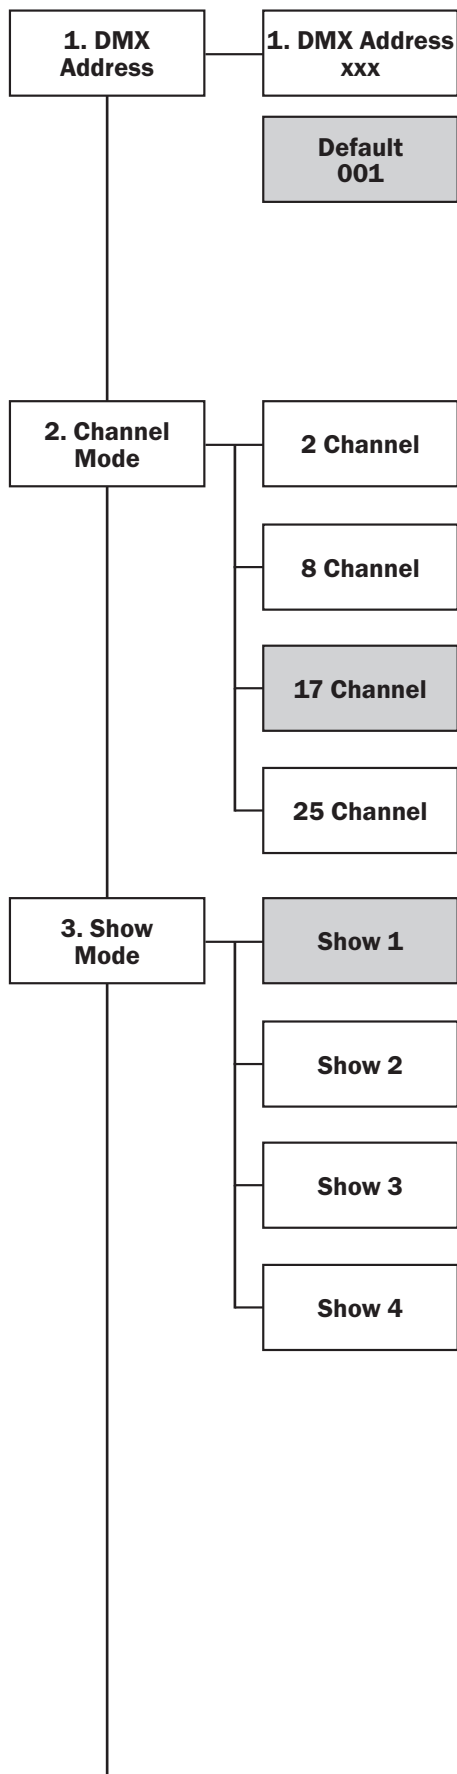 1. DMX
Address
1. DMX Address
xxx
Default
001
2. Channel
Mode
2 Channel
8 Channel
17 Channel
25 Channel
3. Show
Mode
Show 1
Show 2
Show 3
Show 4